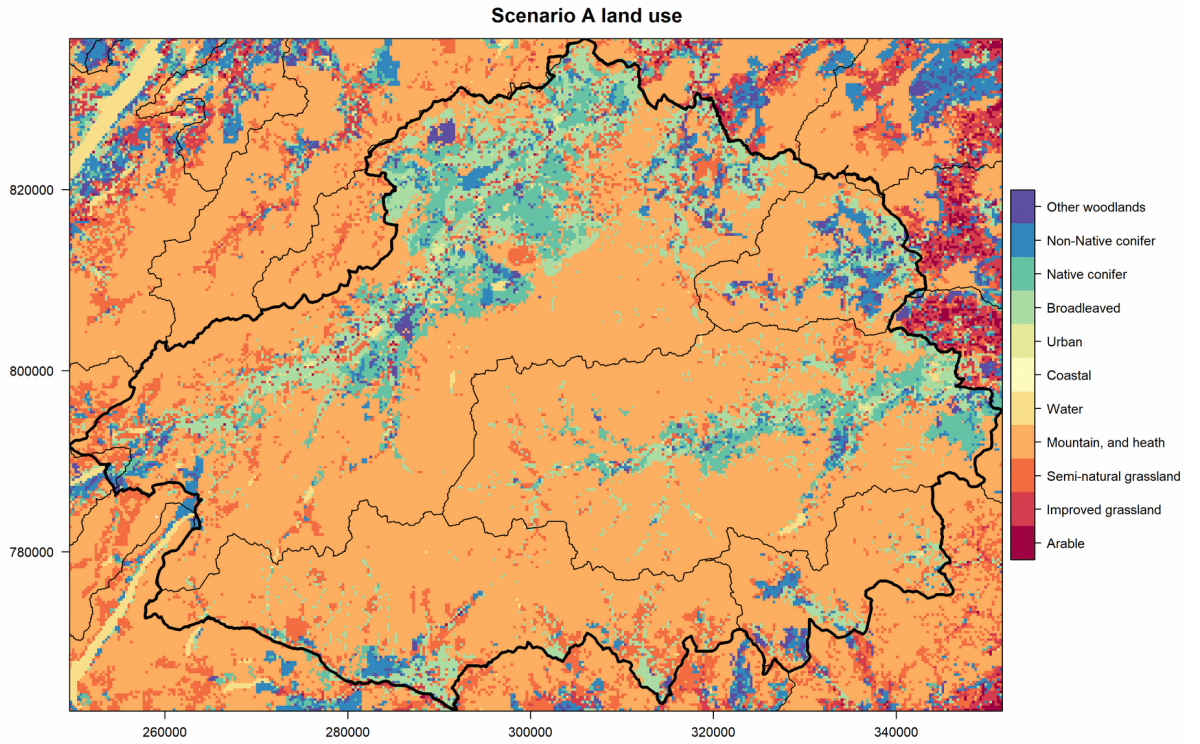 Scenario A land use
820000
800000
780000
260000
280000
300000
320000
340000
Other woodlands
Non-Native conifer
Native conifer
Broadleaved
Urban
Coastal
Water
Mountain, and heath
Semi-natural grassland
Improved grassland
Arable